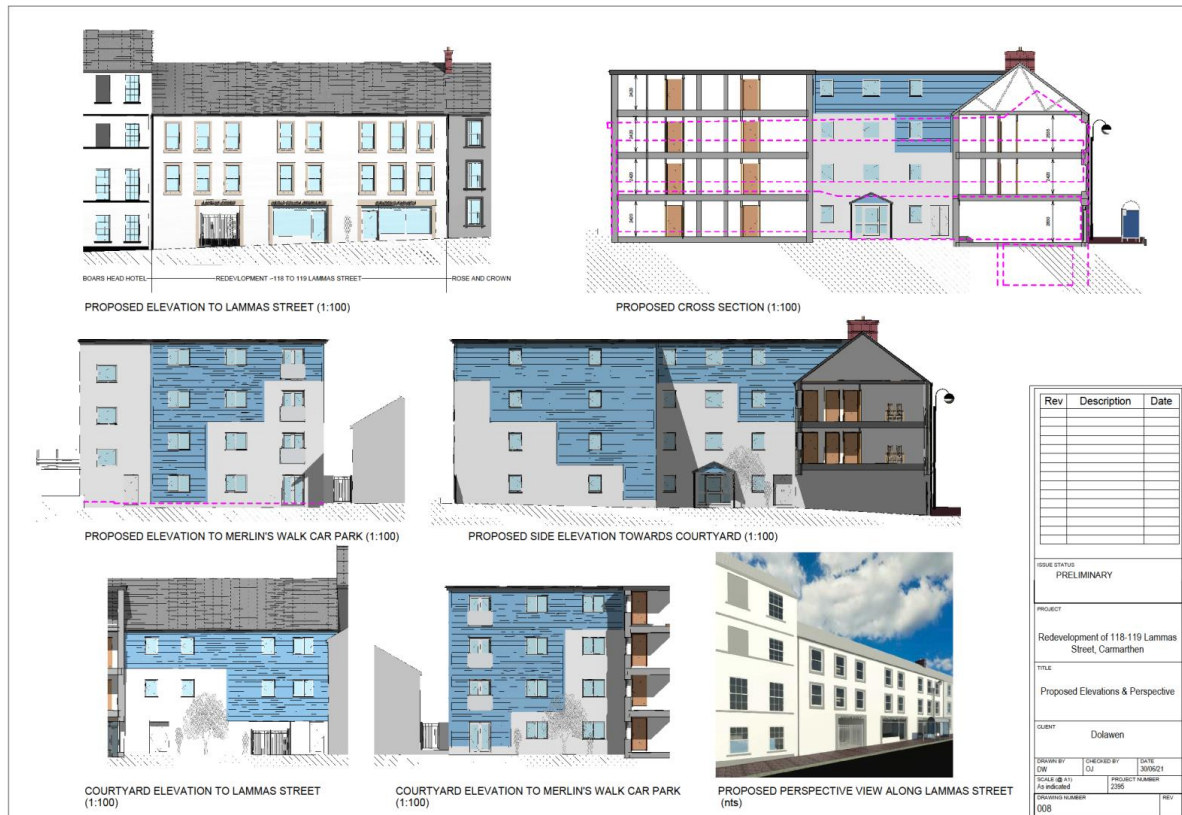 BOARS HEAD HOTEL
REDEVLOPMENT -118 TO 119 LAMMAS STREET
ROSE AND CROWN
PROPOSED ELEVATION TO LAMMAS STREET (1:100)
PROPOSED CROSS SECTION (1:100)
PROPOSED ELEVATION TO MERLIN'S WALK CAR PARK (1:100)
PROPOSED SIDE ELEVATION TOWARDS COURTYARD (1:100)
COURTYARD ELEVATION TO LAMMAS STREET
(1:100)
COURTYARD ELEVATION TO MERLIN'S WALK CAR PARK
(1:100)
PROPOSED PERSPECTIVE VIEW ALONG LAMMAS STREET
(nts)
Rev Description Date
ISSUE STATUS
PRELIMINARY
PROJECT
Redevelopment of 118-119 Lammas
Street, Carmarthen
TITLE
Proposed Elevations & Perspective
CLIENT
Dolawen
DRAWN BY CHECKED BY DATE
DW OJ 30/06/21
SCALE (@ A1) PROJECT NUMBER
As indicated 2395
DRAWING NUMBER REV
008